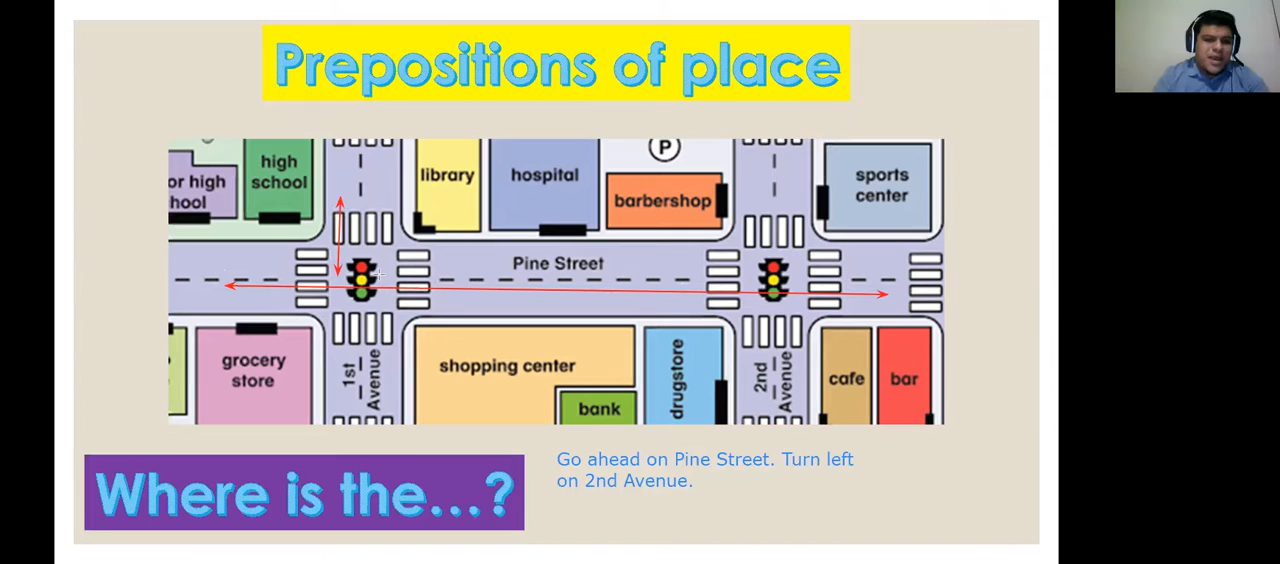 Prepositions of place
high
school
or high
hool
library
hospital
P
barbershop
sports
center
Pine Street
grocery
store
1st
Avenue
shopping center
bank
drugstore
2nd
Avenue
cafe
bar
Where is the...?
Go ahead on Pine Street. Turn left
on 2nd Avenue.